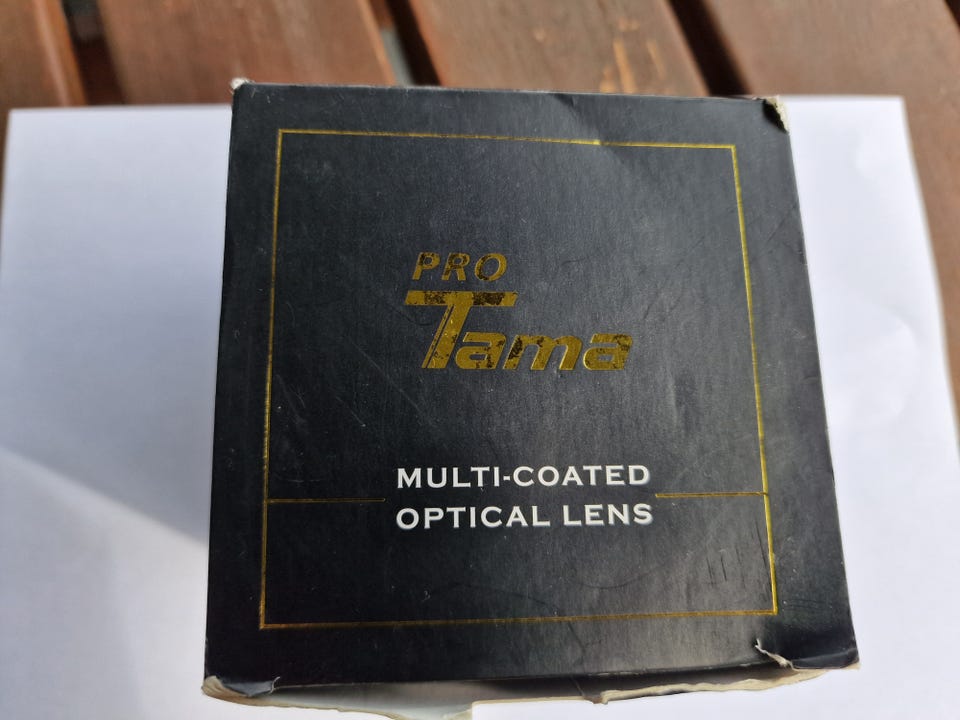 PRO
Tama
MULTI-COATED
OPTICAL LENS